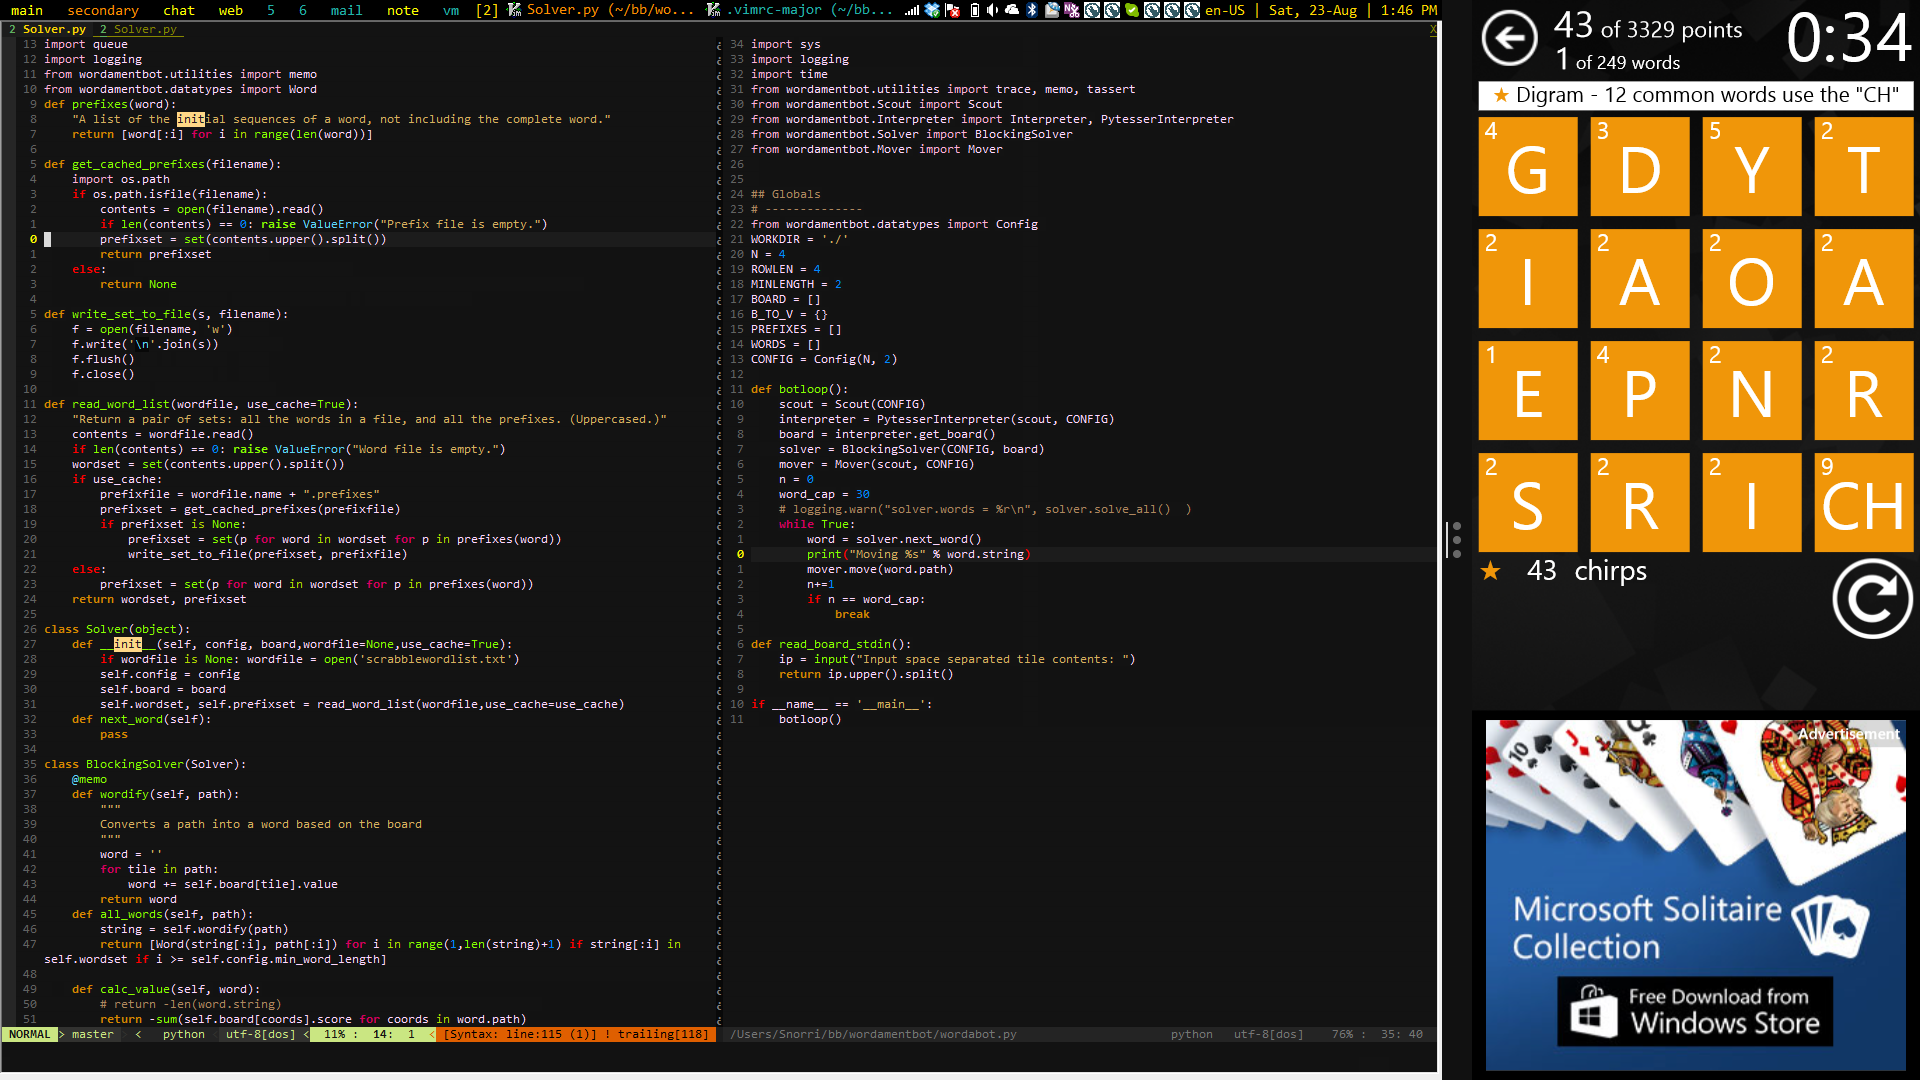 main secondary chat web 5 6 mail note vm [2] Solver.py (~/bb/wo... .vimrc-major (~/bb... en-US | Sat, 23-Aug | 1:46 PM
2 Solver.py 2 Solver.py X
13 import queue
12 import logging
11 from wordamentbot.utilities import memo
10 from wordamentbot.datatypes import Word
9 def prefixes(word):
8 "A list of the initial sequences of a word, not including the complete word."
7 return [word[:i] for i in range(len(word))]
6
5 def get_cached_prefixes(filename):
4 import os.path
3 if os.path.isfile(filename):
2 contents = open(filename).read()
1 if len(contents) == 0: raise ValueError("Prefix file is empty.")
0 prefixset = set(contents.upper().split())
1 return prefixset
2 else:
3 return None
4
5 def write_set_to_file(s, filename):
6 f = open(filename, 'w')
7 f.write('\n'.join(s))
8 f.flush()
9 f.close()
10
11 def read_word_list(wordfile, use_cache=True):
12 "Return a pair of sets: all the words in a file, and all the prefixes. (Uppercased.)"
13 contents = wordfile.read()
14 if len(contents) == 0: raise ValueError("Word file is empty.")
15 wordset = set(contents.upper().split())
16 if use_cache:
17 prefixfile = wordfile.name + ".prefixes"
18 prefixset = get_cached_prefixes(prefixfile)
19 if prefixset is None:
20 prefixset = set(p for word in wordset for p in prefixes(word))
21 write_set_to_file(prefixset, prefixfile)
22 else:
23 prefixset = set(p for word in wordset for p in prefixes(word))
24 return wordset, prefixset
25
26 class Solver(object):
27 def __init__(self, config, board,wordfile=None,use_cache=True):
28 if wordfile is None: wordfile = open('scrabblewordlist.txt')
29 self.config = config
30 self.board = board
31 self.wordset, self.prefixset = read_word_list(wordfile,use_cache=use_cache)
32 def next_word(self):
33 pass
34
35 class BlockingSolver(Solver):
36 @memo
37 def wordify(self, path):
38 """
39 Converts a path into a word based on the board
40 """
41 word = ''
42 for tile in path:
43 word += self.board[tile].value
44 return word
45 def all_words(self, path):
46 string = self.wordify(path)
47 return [Word(string[:i], path[:i]) for i in range(1,len(string)+1) if string[:i] in
self.wordset if i >= self.config.min_word_length]
48
49 def calc_value(self, word):
50 # return -len(word.string)
51 return -sum(self.board[coords].score for coords in word.path)
NORMAL > master < python utf-8[dos] < 11% : 14: 1 < [Syntax: line:115 (1)] ! trailing[118]
34 import sys
33 import logging
32 import time
31 from wordamentbot.utilities import trace, memo, tassert
30 from wordamentbot.Scout import Scout
29 from wordamentbot.Interpreter import Interpreter, PytesserInterpreter
28 from wordamentbot.Solver import BlockingSolver
27 from wordamentbot.Mover import Mover
26
25
24 ## Globals
23 # --------------
22 from wordamentbot.datatypes import Config
21 WORKDIR = './'
20 N = 4
19 ROWLEN = 4
18 MINLENGTH = 2
17 BOARD = []
16 B_TO_V = {}
15 PREFIXES = []
14 WORDS = []
13 CONFIG = Config(N, 2)
12
11 def botloop():
10 scout = Scout(CONFIG)
9 interpreter = PytesserInterpreter(scout, CONFIG)
8 board = interpreter.get_board()
7 solver = BlockingSolver(CONFIG, board)
6 mover = Mover(scout, CONFIG)
5 n = 0
4 word_cap = 30
3 # logging.warn("solver.words = %r\n", solver.solve_all() )
2 while True:
1 word = solver.next_word()
0 print("Moving %s" % word.string)
1 mover.move(word.path)
2 n+=1
3 if n == word_cap:
4 break
5
6 def read_board_stdin():
7 ip = input("Input space separated tile contents: ")
8 return ip.upper().split()
9
10 if __name__ == '__main__':
11 botloop()
/Users/Snorri/bb/wordamentbot/wordabot.py python utf-8[dos] 76% : 35: 40
43 of 3329 points
1 of 249 words
0:34
★ Digram - 12 common words use the "CH"
4 G 3 D 5 Y 2 T
2 I 2 A 2 O 2 A
1 E 4 P 2 N 2 R
2 S 2 R 2 I 9 CH
★ 43 chirps
Advertisement
Microsoft Solitaire
Collection
Free Download from
Windows Store